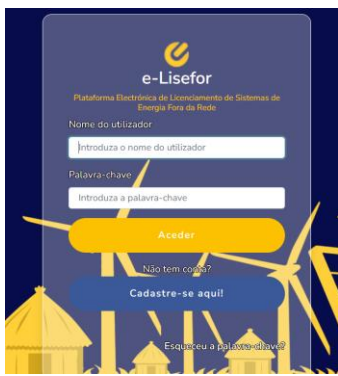 e-Lisefor
Plataforma Electrónica de Licenciamento de Sistemas de
Energia Fora da Rede
Nome do utilizador
Introduza o nome do utilizador
Palavra-chave
Introduza a palavra-chave
Aceder
Não tem conta?
Cadastre-se aqui!
Esqueceu a palavra-chave?